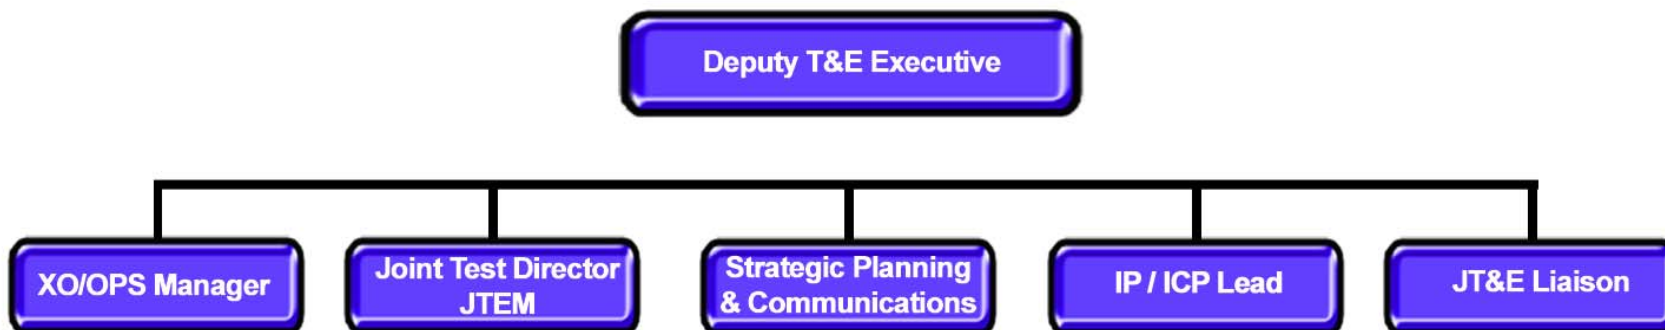 Deputy T&E Executive
XO/OPS Manager
Joint Test Director
JTEM
Strategic Planning
& Communications
IP / ICP Lead
JT&E Liaison